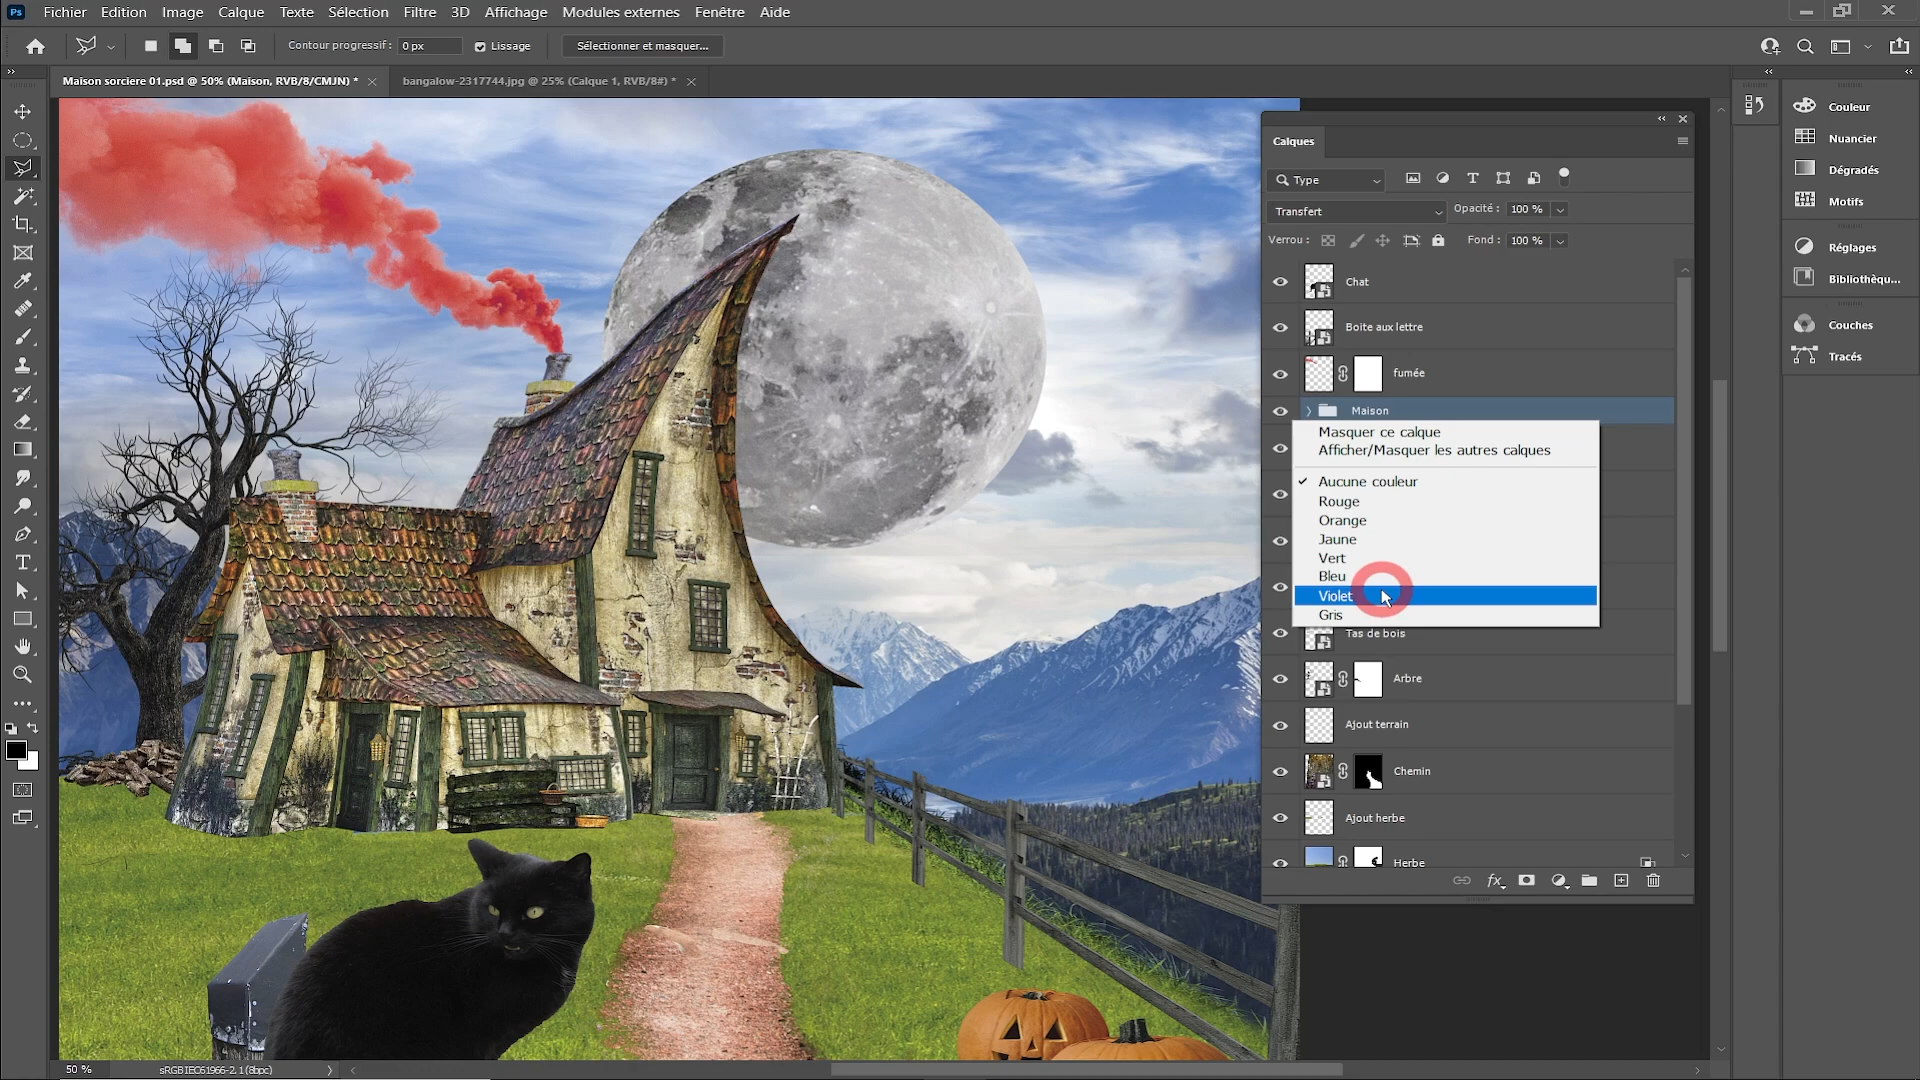 Ps Fichier Edition Image Calque Texte Sélection Filtre 3D Affichage Modules externes Fenêtre Aide
Contour progressif : 0 px Lissage Sélectionner et masquer...
Maison sorciere 01.psd @ 50% (Maison, RVB/8/CMJN) * bangalow-2317744.jpg @ 25% (Calque 1, RVB/8#) *
Calques
Type
Transfert Opacité : 100 %
Verrou : Fond : 100 %
Chat
Boite aux lettre
fumée
Maison
Masquer ce calque
Afficher/Masquer les autres calques
Aucune couleur
Rouge
Orange
Jaune
Vert
Bleu
Violet
Gris
Tas de bois
Arbre
Ajout terrain
Chemin
Ajout herbe
Herbe
fx
Couleur
Nuancier
Dégradés
Motifs
Réglages
Bibliothèqu...
Couches
Tracés
50 % sRGB IEC61966-2.1 (8bpc)